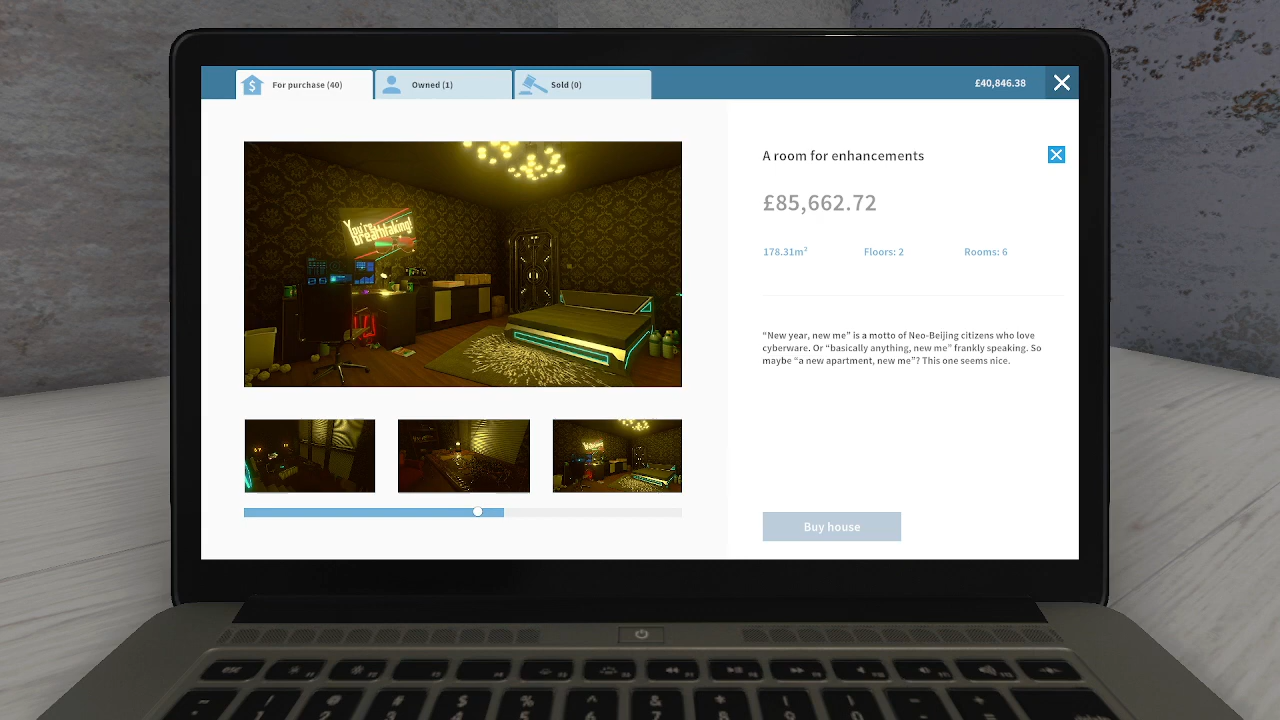 For purchase (40)
Owned (1)
Sold (0)
£40,846.38
A room for enhancements
£85,662.72
178.31m²
Floors: 2
Rooms: 6
You're
breathtaking!
“New year, new me” is a motto of Neo-Beijing citizens who love
cyberware. Or “basically anything, new me” frankly speaking. So
maybe “a new apartment, new me”? This one seems nice.
Buy house